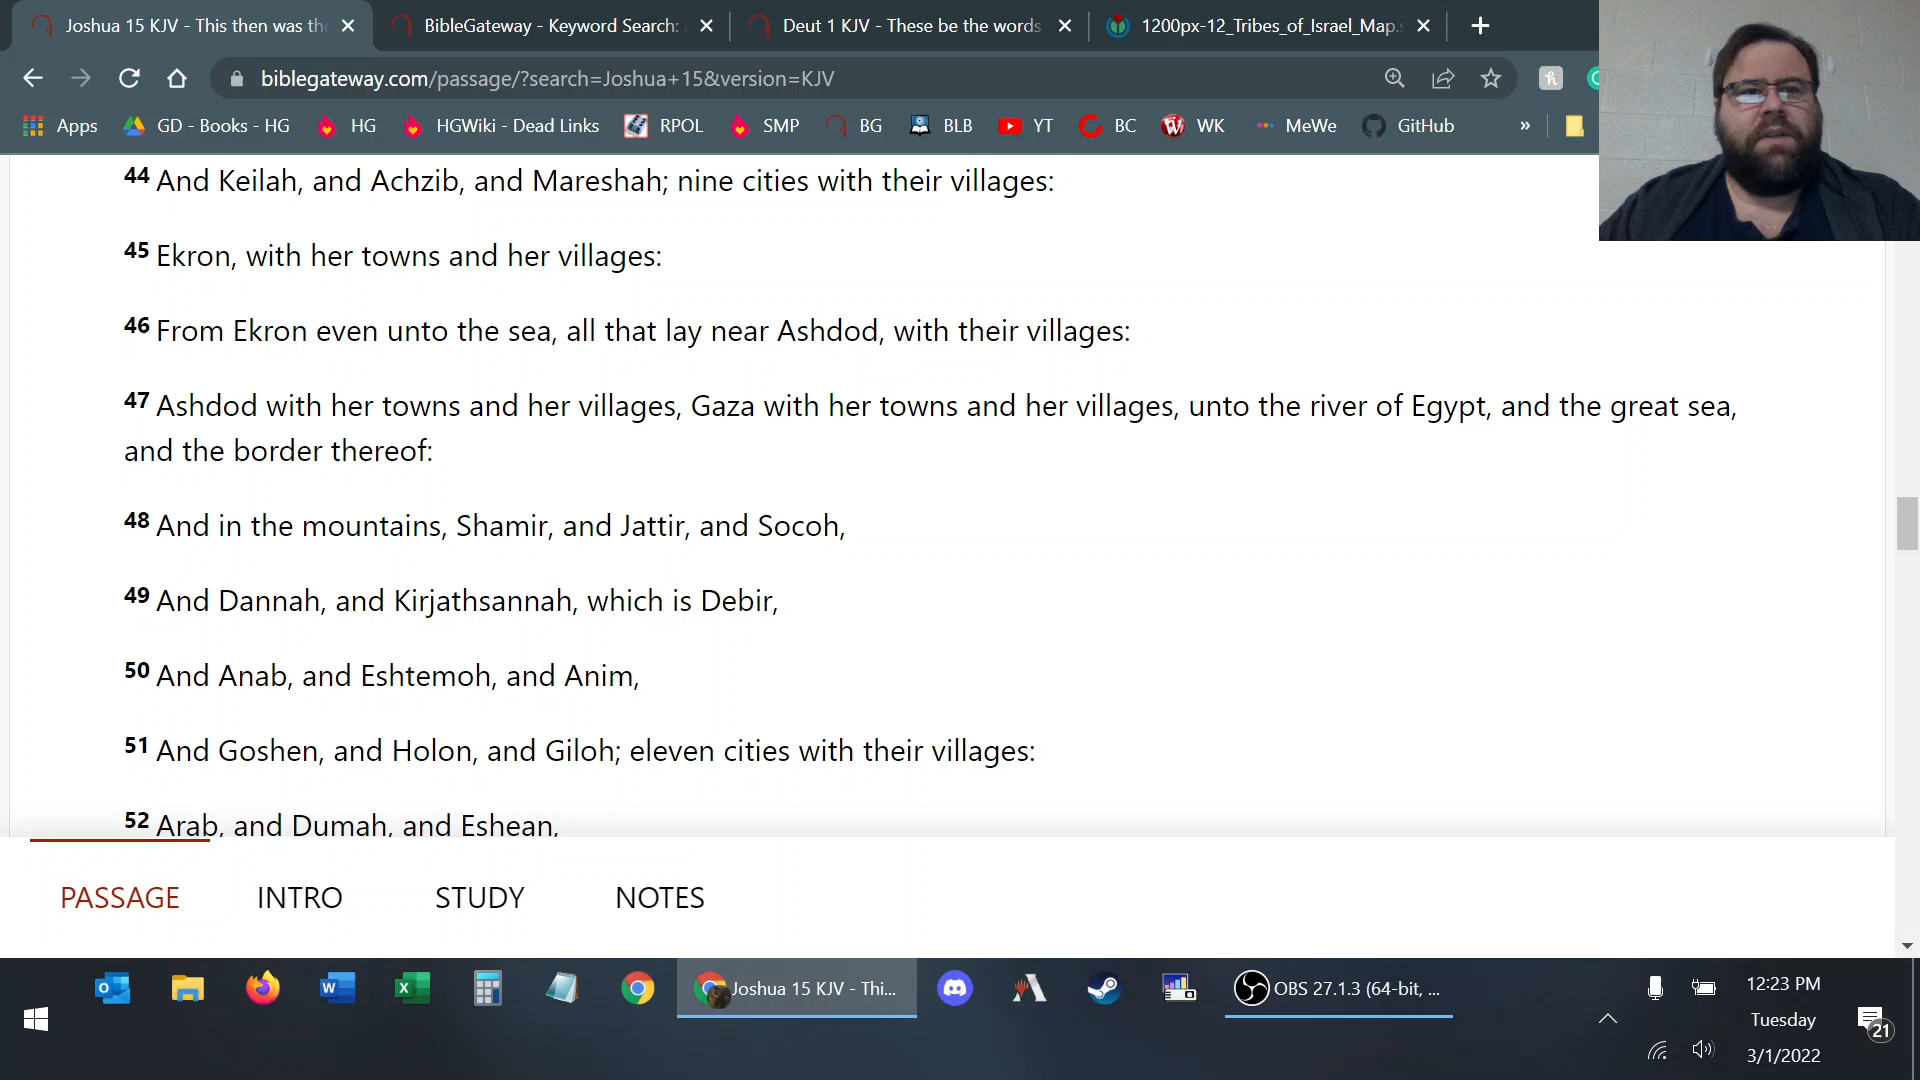 Joshua 15 KJV - This then was the
BibleGateway - Keyword Search:
Deut 1 KJV - These be the words
1200px-12_Tribes_of_Israel_Map.s
biblegateway.com/passage/?search=Joshua+15&version=KJV
Apps
GD - Books - HG
HG
HGWiki - Dead Links
RPOL
SMP
BG
BLB
YT
BC
WK
MeWe
GitHub
»
44 And Keilah, and Achzib, and Mareshah; nine cities with their villages:
45 Ekron, with her towns and her villages:
46 From Ekron even unto the sea, all that lay near Ashdod, with their villages:
47 Ashdod with her towns and her villages, Gaza with her towns and her villages, unto the river of Egypt, and the great sea,
and the border thereof:
48 And in the mountains, Shamir, and Jattir, and Socoh,
49 And Dannah, and Kirjathsannah, which is Debir,
50 And Anab, and Eshtemoh, and Anim,
51 And Goshen, and Holon, and Giloh; eleven cities with their villages:
52 Arab, and Dumah, and Eshean,
PASSAGE
INTRO
STUDY
NOTES
Joshua 15 KJV - Thi...
OBS 27.1.3 (64-bit, ...
12:23 PM
Tuesday
3/1/2022
21